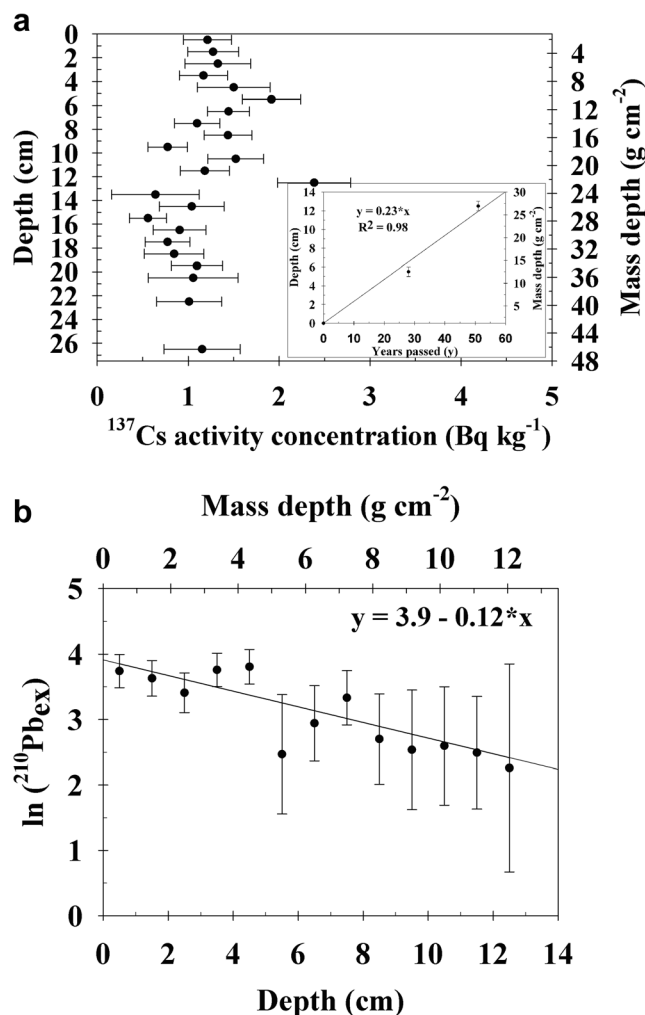 a
0
2
4
6
8
10
12
14
16
18
20
22
24
26
Depth (cm)
4
8
12
16
20
24
28
32
36
40
44
48
Mass depth (g cm-2)
14
12
10
8
6
4
2
0
Depth (cm)
y = 0.23*x
R2 = 0.98
30
25
20
15
10
5
Mass depth (g cm-2)
0 10 20 30 40 50 60
Years passed (y)
0 1 2 3 4 5
137Cs activity concentration (Bq kg-1)
b
Mass depth (g cm-2)
0 2 4 6 8 10 12
5
4
3
2
1
0
ln (210Pbex)
y = 3.9 - 0.12*x
0 2 4 6 8 10 12 14
Depth (cm)